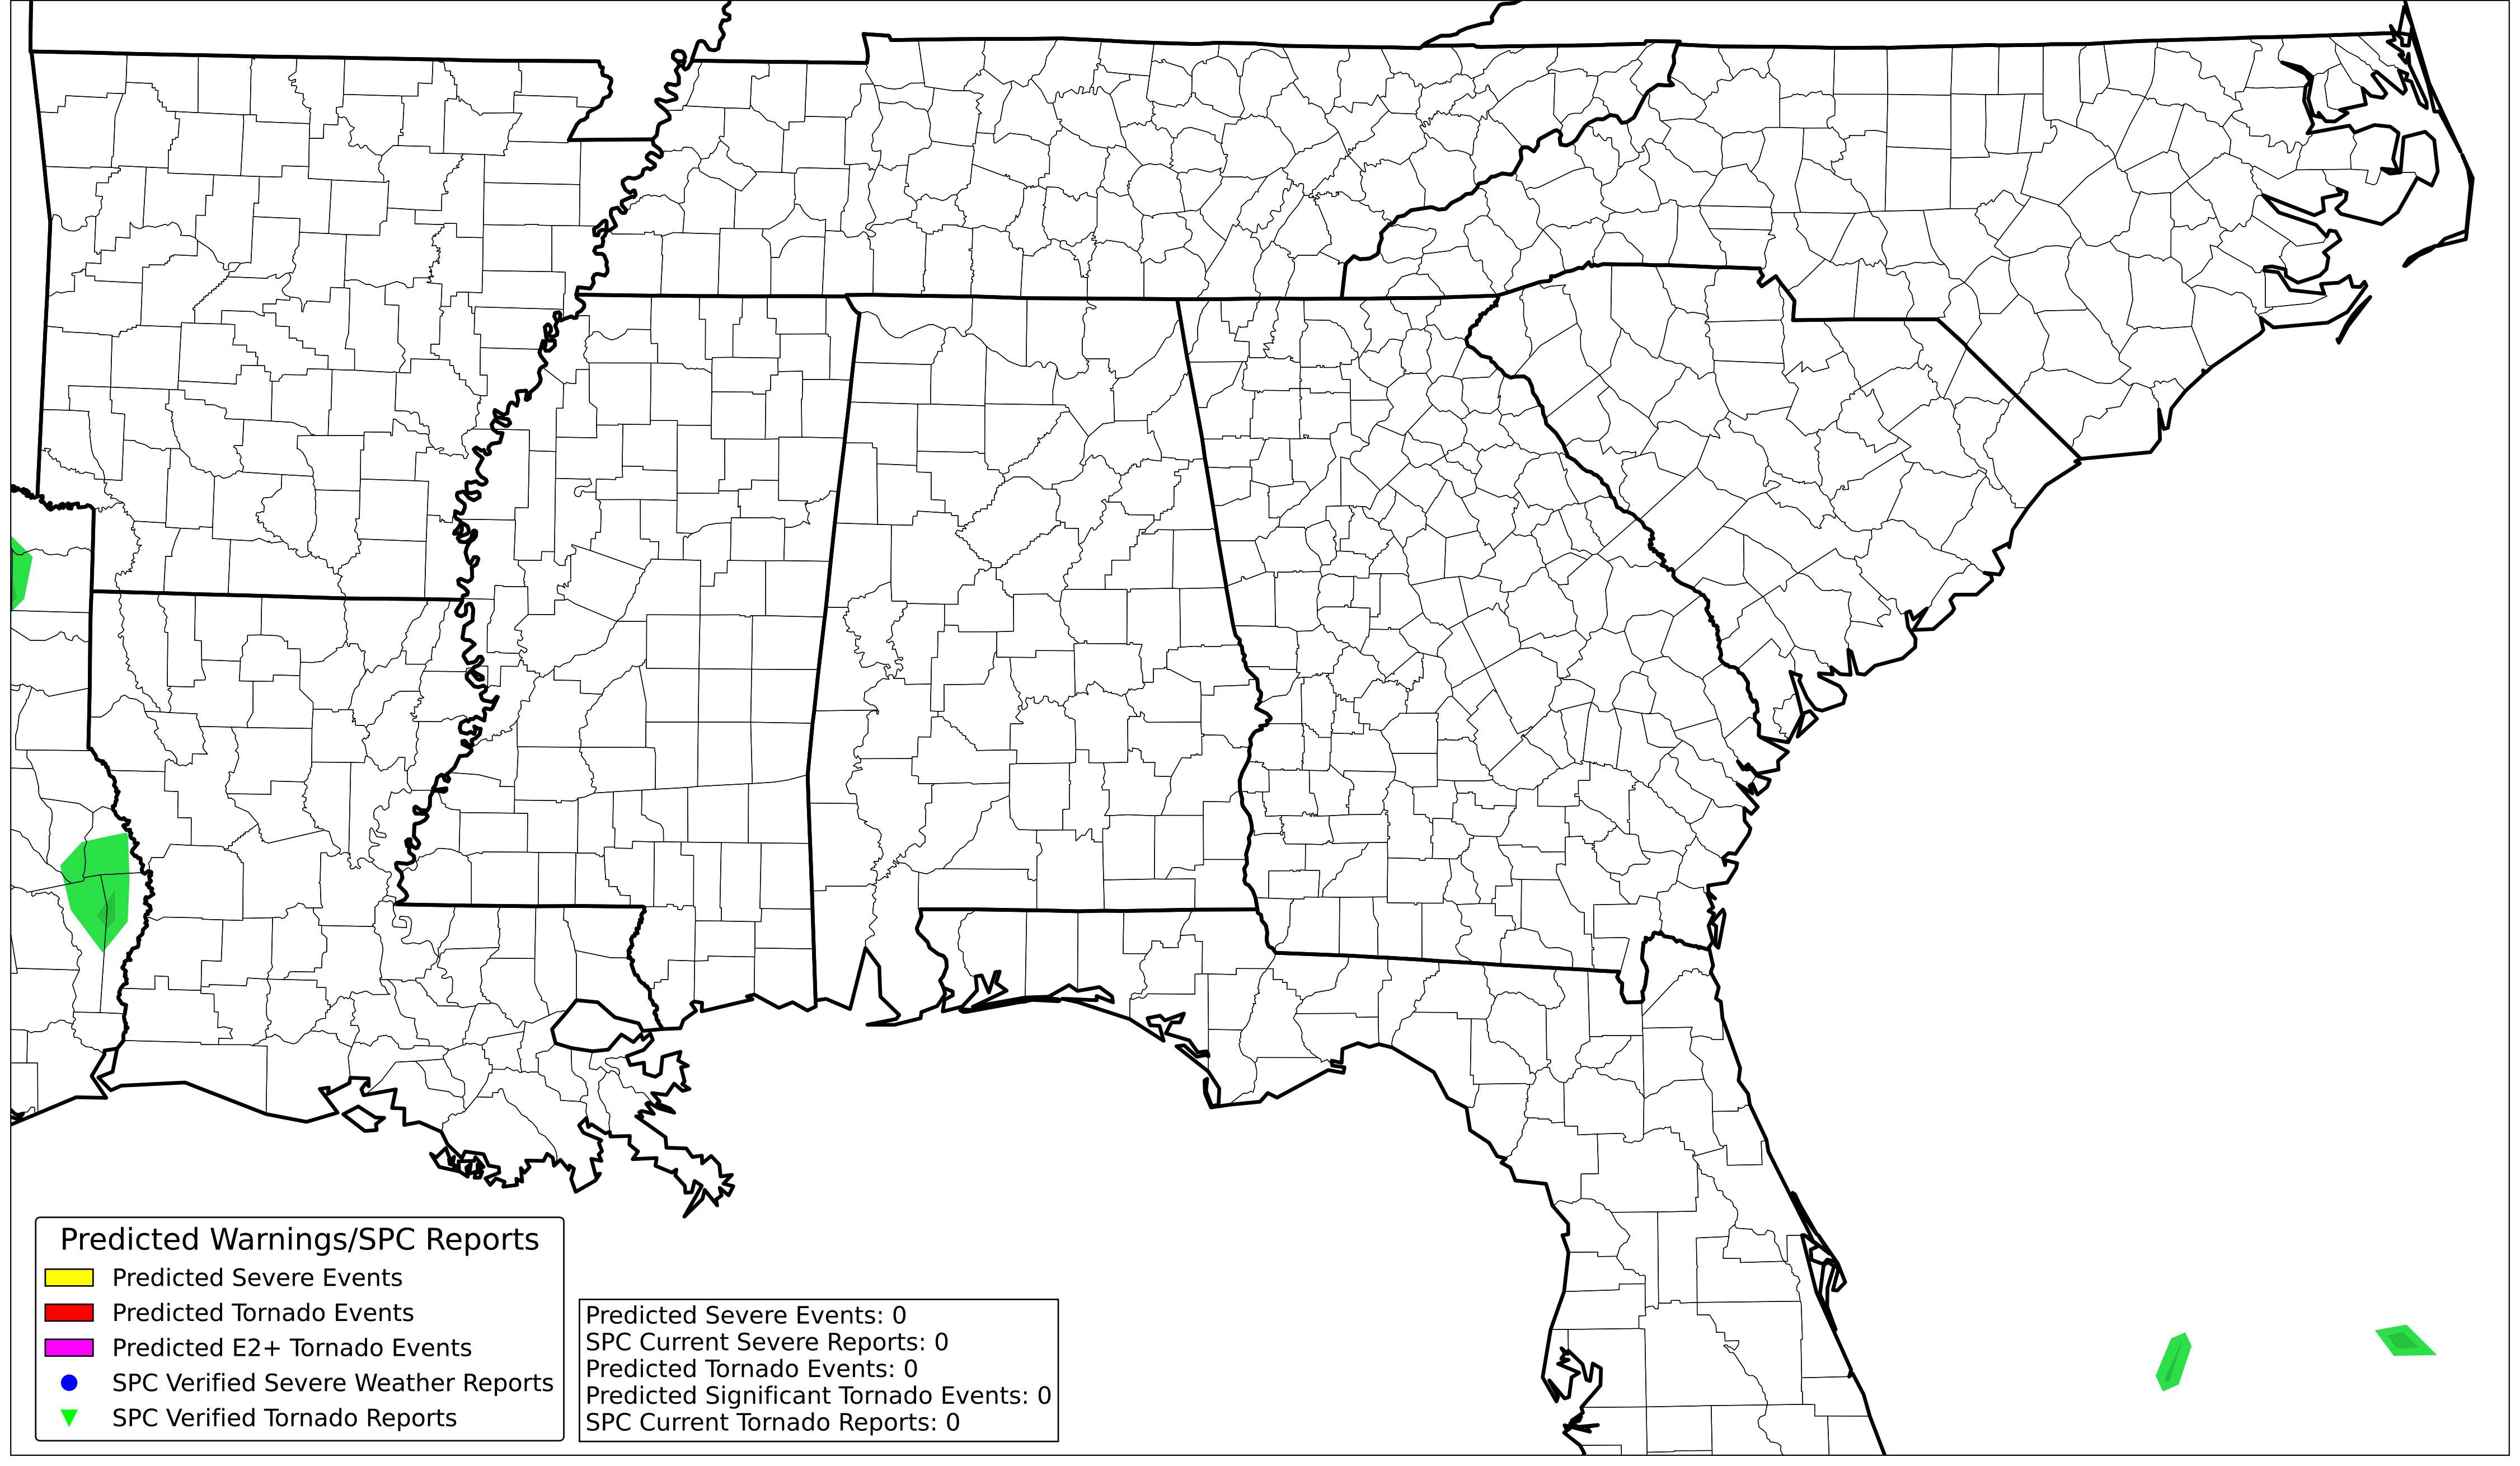 Predicted Warnings/SPC Reports
Predicted Severe Events
Predicted Tornado Events
Predicted E2+ Tornado Events
SPC Verified Severe Weather Reports
SPC Verified Tornado Reports
Predicted Severe Events: 0
SPC Current Severe Reports: 0
Predicted Tornado Events: 0
Predicted Significant Tornado Events: 0
SPC Current Tornado Reports: 0